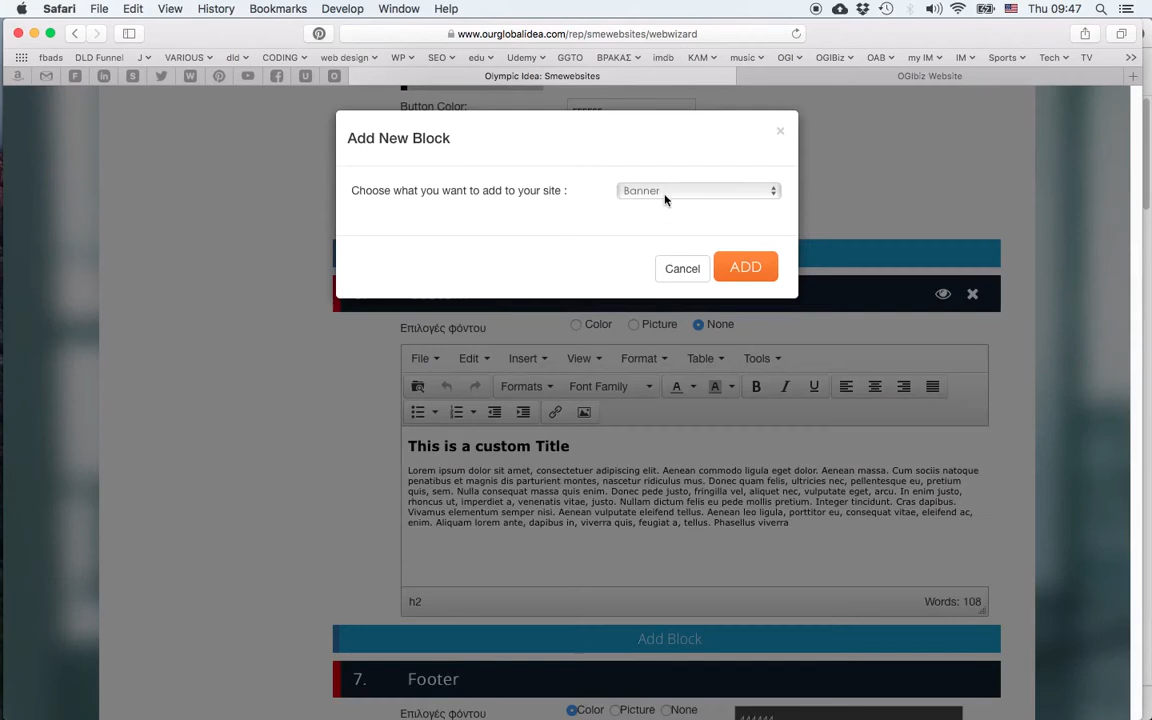 Safari File Edit View History Bookmarks Develop Window Help Thu 09:47
www.ourglobalidea.com/rep/smewebsites/webwizard
fbads DLD Funnel J VARIOUS dld CODING web design WP SEO edu Udemy GGTO ΒΡΑΚΑΣ imdb ΚΑΜ music OGI OGIBiz OAB my IM IM Sports Tech TV
Olympic Idea: Smewebsites OGIbiz Website
Button Color:
Add New Block
Choose what you want to add to your site : Banner
Cancel ADD
Επιλογές φόντου Color Picture None
File Edit Insert View Format Table Tools
Formats Font Family A A B I U
This is a custom Title
Lorem ipsum dolor sit amet, consectetuer adipiscing elit. Aenean commodo ligula eget dolor. Aenean massa. Cum sociis natoque
penatibus et magnis dis parturient montes, nascetur ridiculus mus. Donec quam felis, ultricies nec, pellentesque eu, pretium
quis, sem. Nulla consequat massa quis enim. Donec pede justo, fringilla vel, aliquet nec, vulputate eget, arcu. In enim justo,
rhoncus ut, imperdiet a, venenatis vitae, justo. Nullam dictum felis eu pede mollis pretium. Integer tincidunt. Cras dapibus.
Vivamus elementum semper nisi. Aenean vulputate eleifend tellus. Aenean leo ligula, porttitor eu, consequat vitae, eleifend ac,
enim. Aliquam lorem ante, dapibus in, viverra quis, feugiat a, tellus. Phasellus viverra
h2 Words: 108
Add Block
7. Footer
Επιλογές φόντου Color Picture None